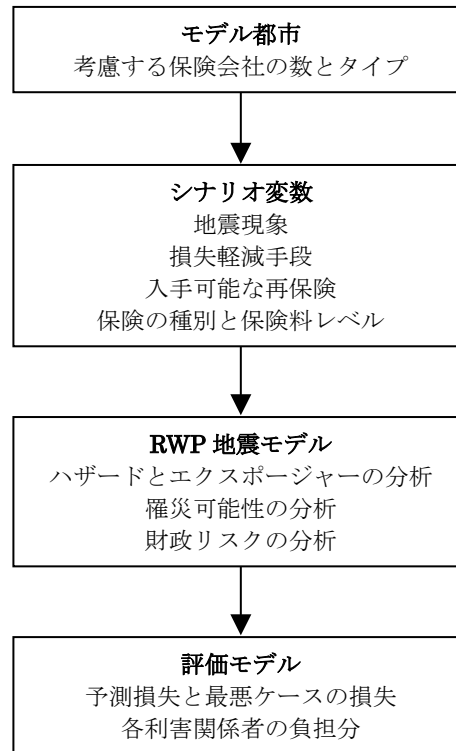 モデル都市
考慮する保険会社の数とタイプ
シナリオ変数
地震現象
損失軽減手段
入手可能な再保険
保険の種別と保険料レベル
RWP 地震モデル
ハザードとエクスポージャーの分析
罹災可能性の分析
財政リスクの分析
評価モデル
予測損失と最悪ケースの損失
各利害関係者の負担分